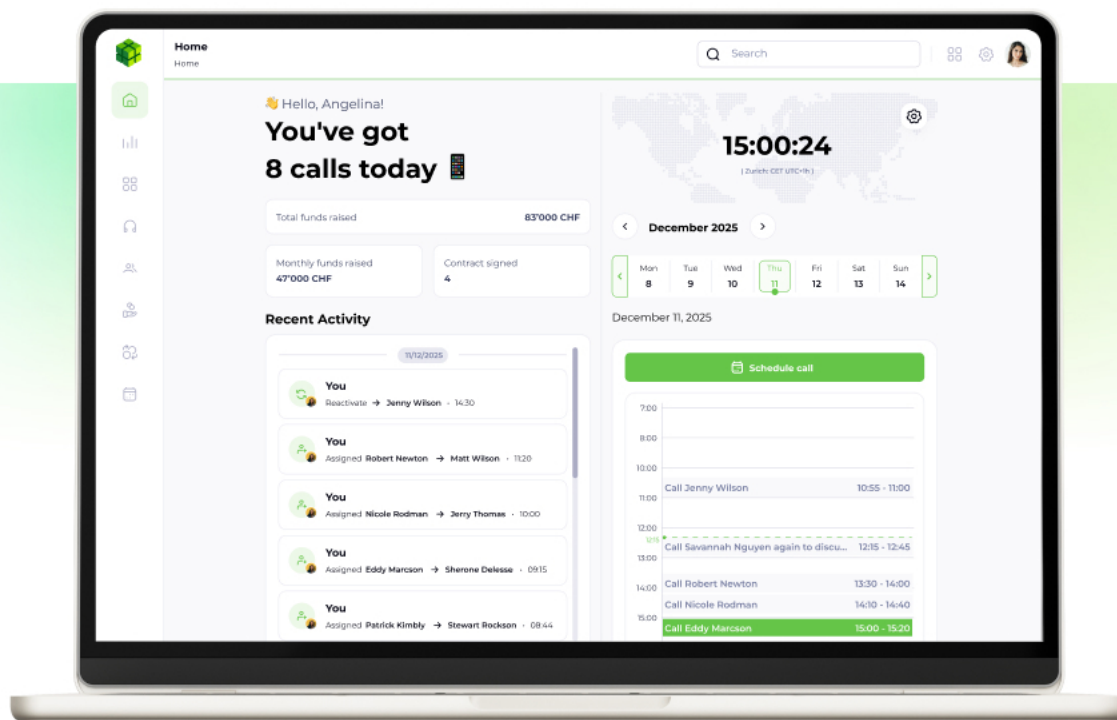 Home
Home
Search
👋 Hello, Angelina!
You've got
8 calls today 📱
Total funds raised 83'000 CHF
Monthly funds raised
47'000 CHF
Contract signed
4
Recent Activity
11/12/2025
You
Reactivate → Jenny Wilson • 14:30
You
Assigned Robert Newton → Matt Wilson • 11:20
You
Assigned Nicole Rodman → Jerry Thomas • 10:00
You
Assigned Eddy Marcson → Sherone Delesse • 09:15
You
Assigned Patrick Kimbly → Stewart Rockson • 08:44
15:00:24
( Zurich: CET UTC+1h )
< December 2025 >
< Mon Tue Wed Thu Fri Sat Sun >
8 9 10 11 12 13 14
December 11, 2025
Schedule call
7:00
8:00
10:00
Call Jenny Wilson 10:55 - 11:00
11:00
12:00
12:15
Call Savannah Nguyen again to discu... 12:15 - 12:45
13:00
Call Robert Newton 13:30 - 14:00
14:00
Call Nicole Rodman 14:10 - 14:40
15:00
Call Eddy Marcson 15:00 - 15:20